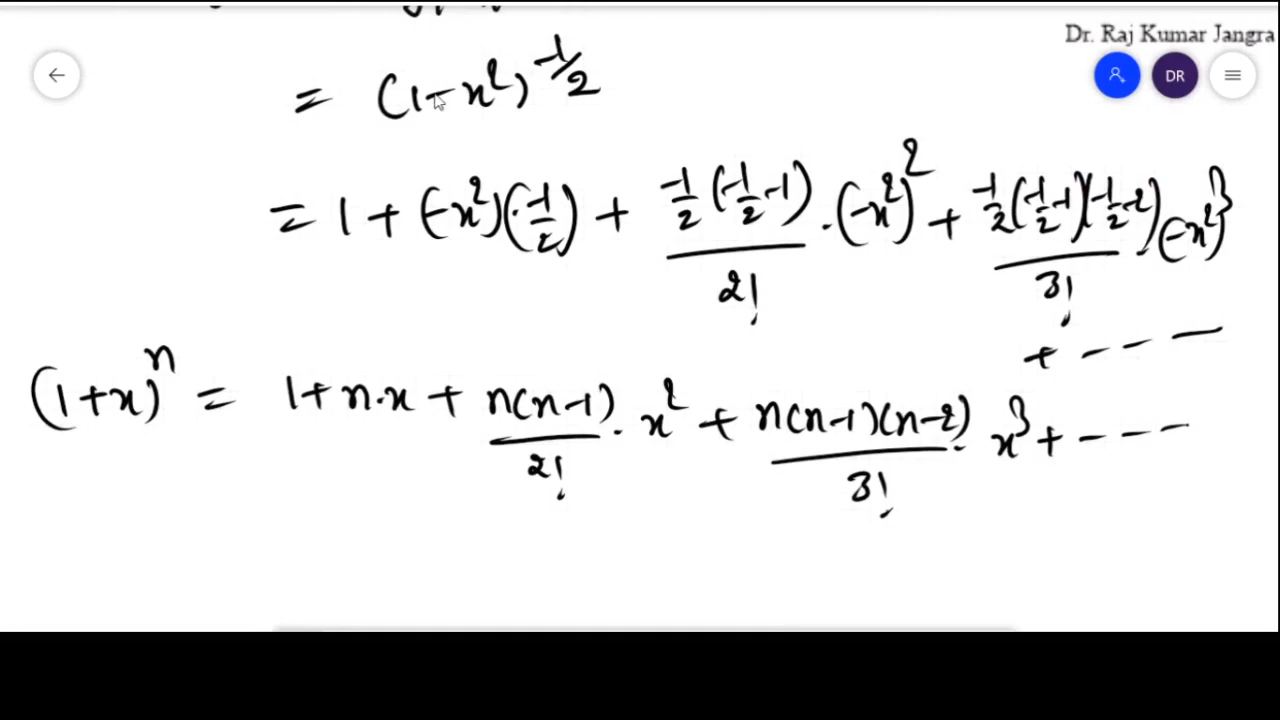 Dr. Raj Kumar Jangra
DR
= (1-x²)^-1/2
= 1 + (-x²)(-1/2) + -1/2(-1/2-1)/2! · (-x²)² + -1/2(-1/2-1)(-1/2-2)/3! · (-x²)³
+ - - -
(1+x)^n = 1 + n·x + n(n-1)/2! · x² + n(n-1)(n-2)/3! · x³ + - - -